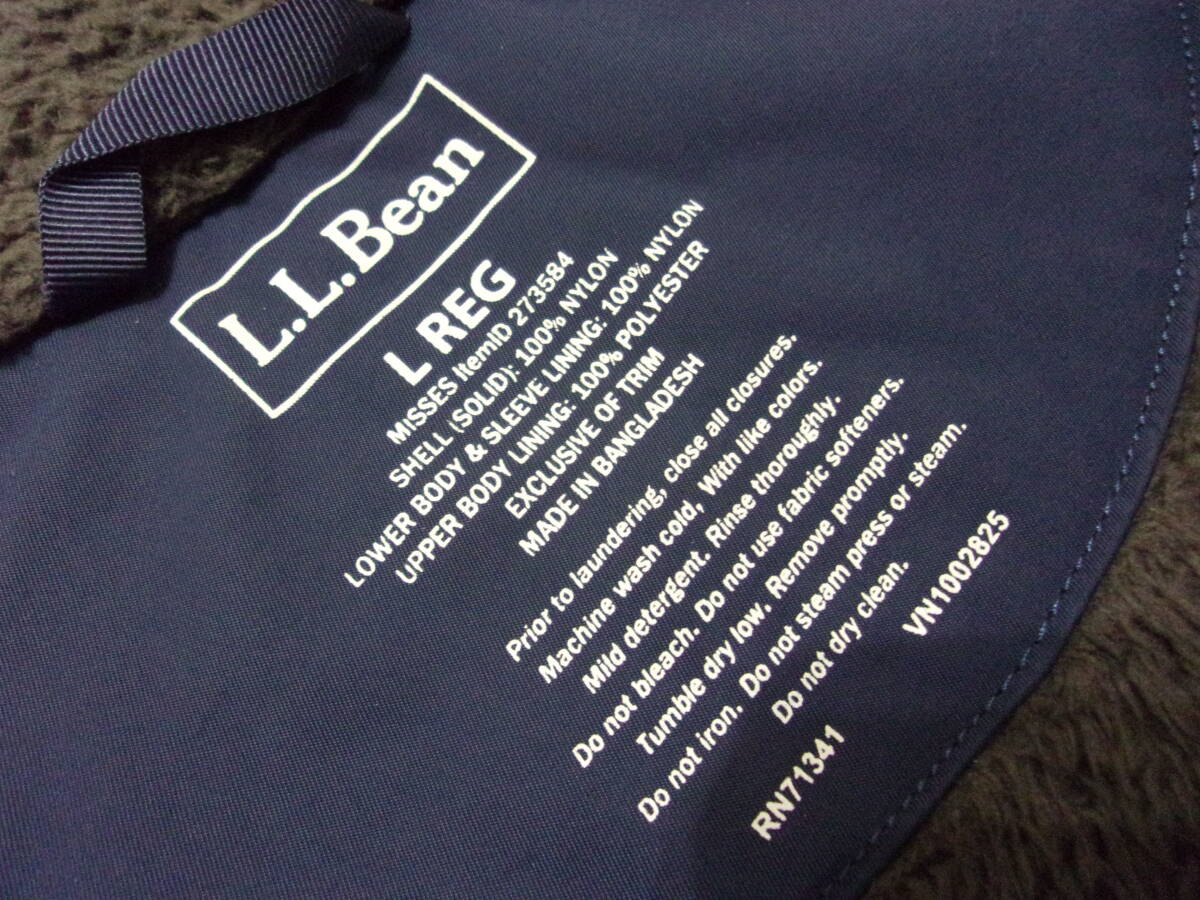 L.L.Bean
L REG
MISSES ItemID 273584
SHELL (SOLID): 100% NYLON
LOWER BODY & SLEEVE LINING: 100% NYLON
UPPER BODY LINING: 100% POLYESTER
EXCLUSIVE OF TRIM
MADE IN BANGLADESH
Prior to laundering, close all closures.
Machine wash cold, With like colors.
Mild detergent. Rinse thoroughly.
Do not bleach. Do not use fabric softeners.
Tumble dry low. Remove promptly.
Do not iron. Do not steam press or steam.
Do not dry clean.
RN71341 VN1002825